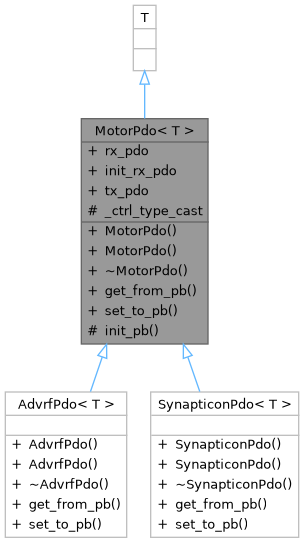 T
MotorPdo< T >
+ rx_pdo
+ init_rx_pdo
+ tx_pdo
# _ctrl_type_cast
+ MotorPdo()
+ MotorPdo()
+ ~MotorPdo()
+ get_from_pb()
+ set_to_pb()
# init_pb()
AdvrfPdo< T >
+ AdvrfPdo()
+ AdvrfPdo()
+ ~AdvrfPdo()
+ get_from_pb()
+ set_to_pb()
SynapticonPdo< T >
+ SynapticonPdo()
+ SynapticonPdo()
+ ~SynapticonPdo()
+ get_from_pb()
+ set_to_pb()